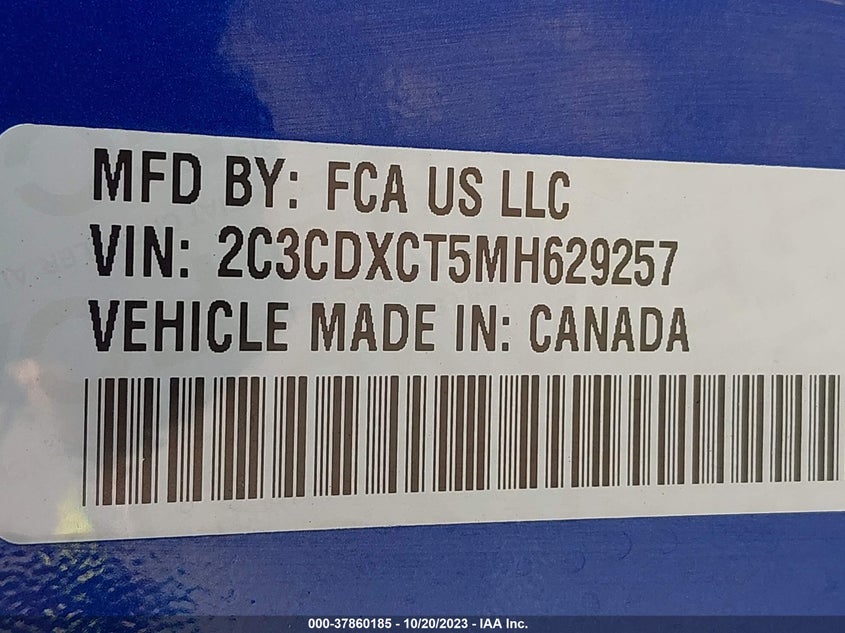 MFD BY: FCA US LLC
VIN: 2C3CDXCT5MH629257
VEHICLE MADE IN: CANADA
000-37860185 - 10/20/2023 - IAA Inc.